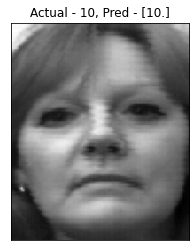 Actual - 10, Pred - [10.]